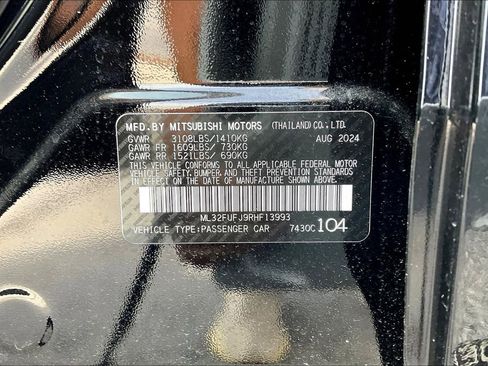 MFD.BY MITSUBISHI MOTORS (THAILAND)CO., LTD.
GVWR 3108LBS/1410KG AUG 2024
GAWR FR 1609LBS/ 730KG
GAWR RR 1521LBS/ 690KG
THIS VEHICLE CONFORMS TO ALL APPLICABLE FEDERAL MOTOR
VEHICLE SAFETY, BUMPER AND THEFT PREVENTION STANDARDS
IN EFFECT ON THE DATE OF MANUFACTURE SHOWN ABOVE.
ML32FUFJ9RHF13993
VEHICLE TYPE:PASSENGER CAR 7430C 104